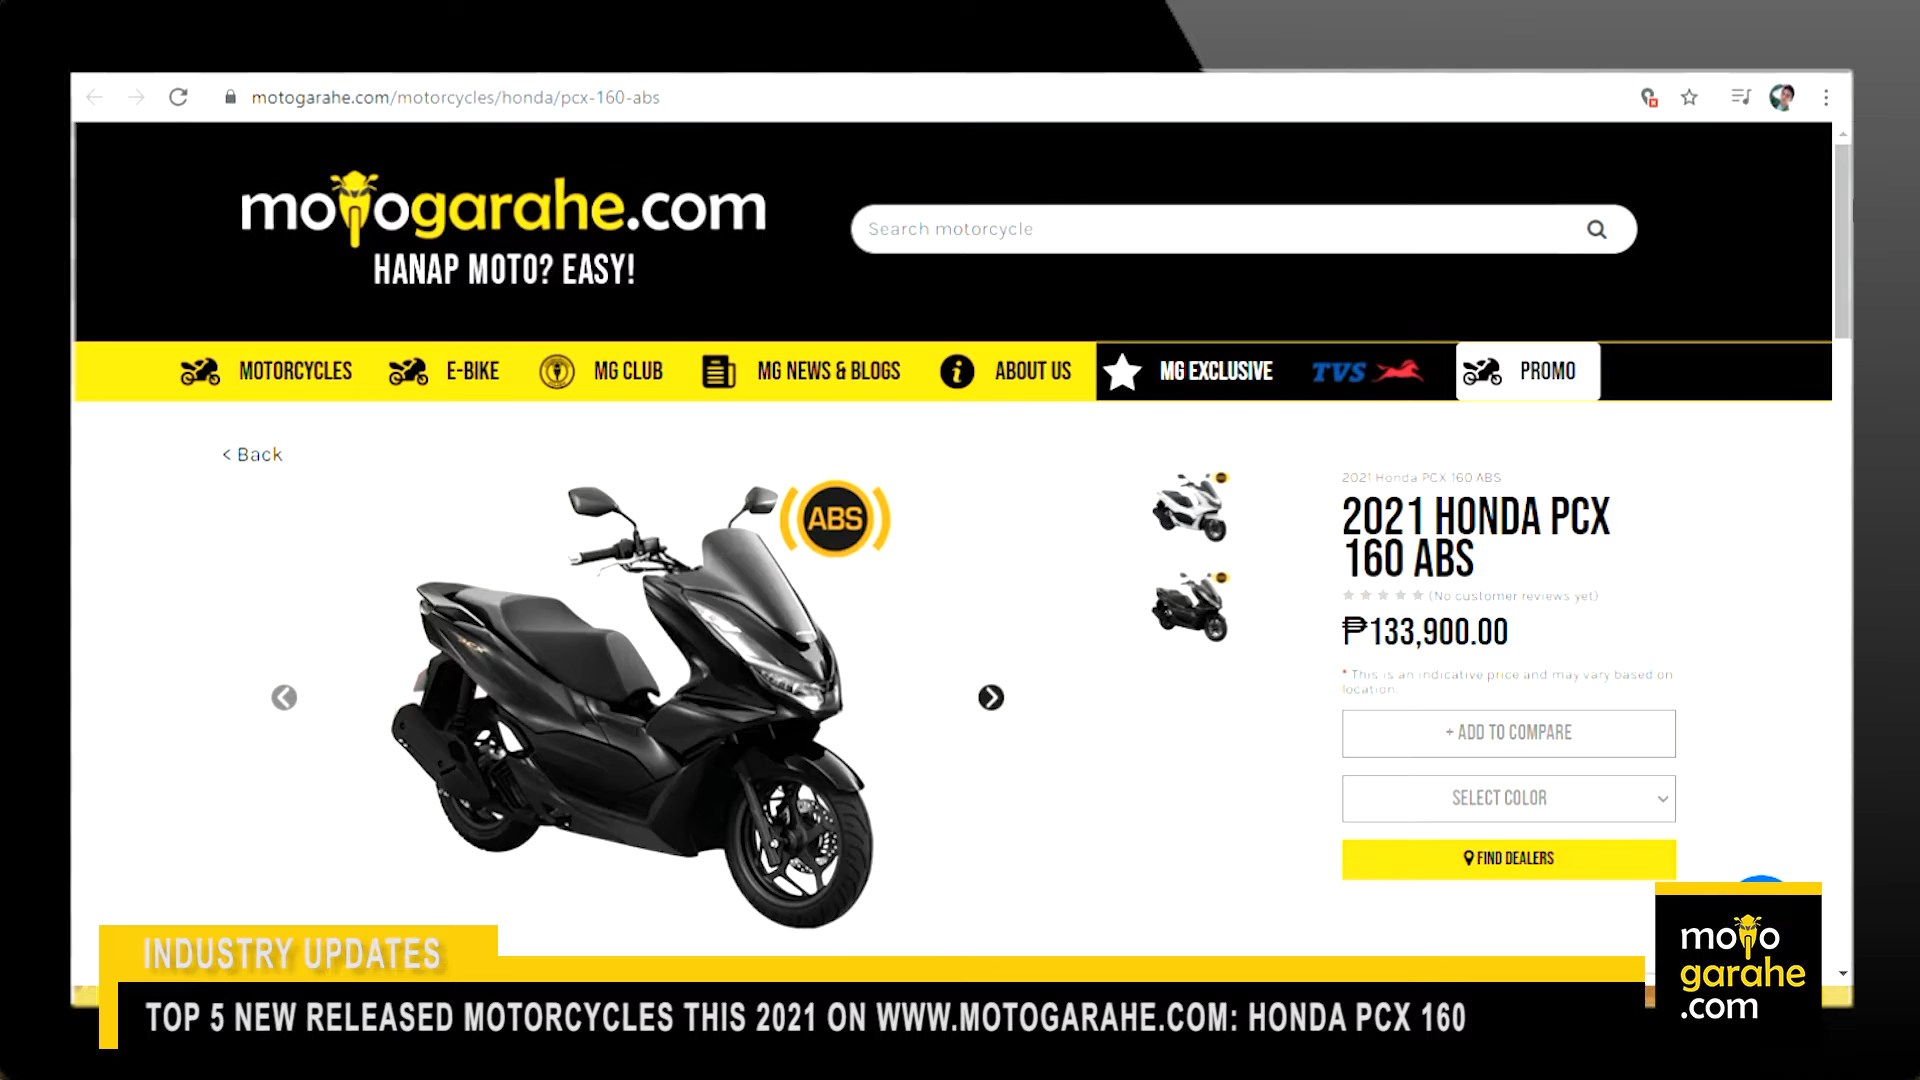 motogarahe.com/motorcycles/honda/pcx-160-abs
motogarahe.com
HANAP MOTO? EASY!
Search motorcycle
MOTORCYCLES
E-BIKE
MG CLUB
MG NEWS & BLOGS
ABOUT US
MG EXCLUSIVE
TVS
PROMO
< Back
ABS
2021 Honda PCX 160 ABS
2021 HONDA PCX
160 ABS
(No customer reviews yet)
₱133,900.00
* This is an indicative price and may vary based on
location.
+ ADD TO COMPARE
SELECT COLOR
FIND DEALERS
INDUSTRY UPDATES
TOP 5 NEW RELEASED MOTORCYCLES THIS 2021 ON WWW.MOTOGARAHE.COM: HONDA PCX 160
moto
garahe
.com